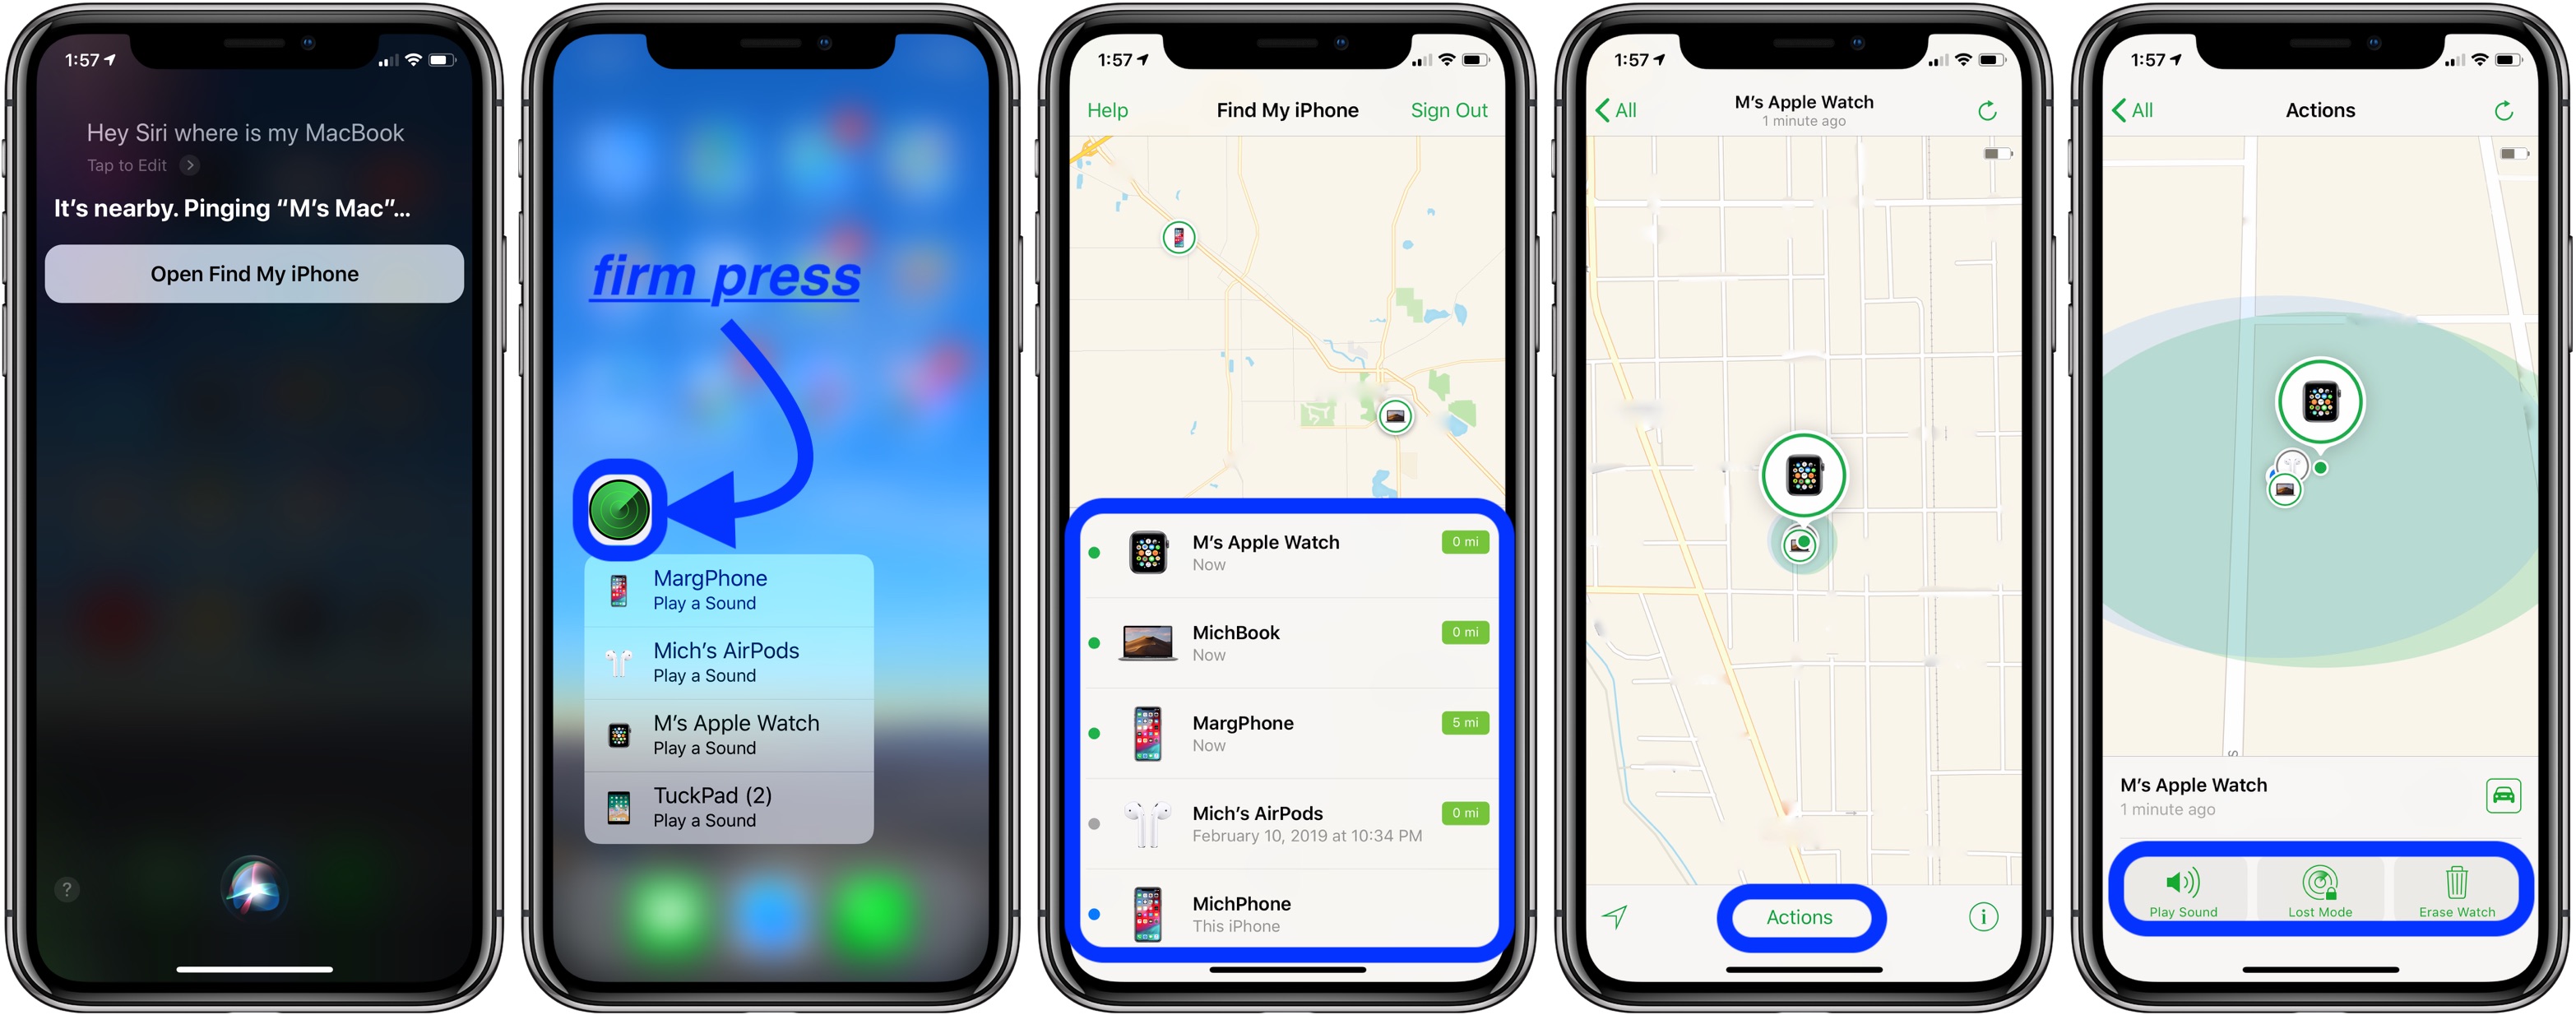 1:57
Hey Siri where is my MacBook
Tap to Edit
It's nearby. Pinging “M's Mac”...
Open Find My iPhone
?
firm press
MargPhone
Play a Sound
Mich's AirPods
Play a Sound
M's Apple Watch
Play a Sound
TuckPad (2)
Play a Sound
1:57
Help
Find My iPhone
Sign Out
M's Apple Watch
0 mi
Now
MichBook
0 mi
Now
MargPhone
5 mi
Now
Mich's AirPods
0 mi
February 10, 2019 at 10:34 PM
MichPhone
This iPhone
1:57
All
M's Apple Watch
1 minute ago
Actions
1:57
All
Actions
S
M's Apple Watch
1 minute ago
Play Sound
Lost Mode
Erase Watch